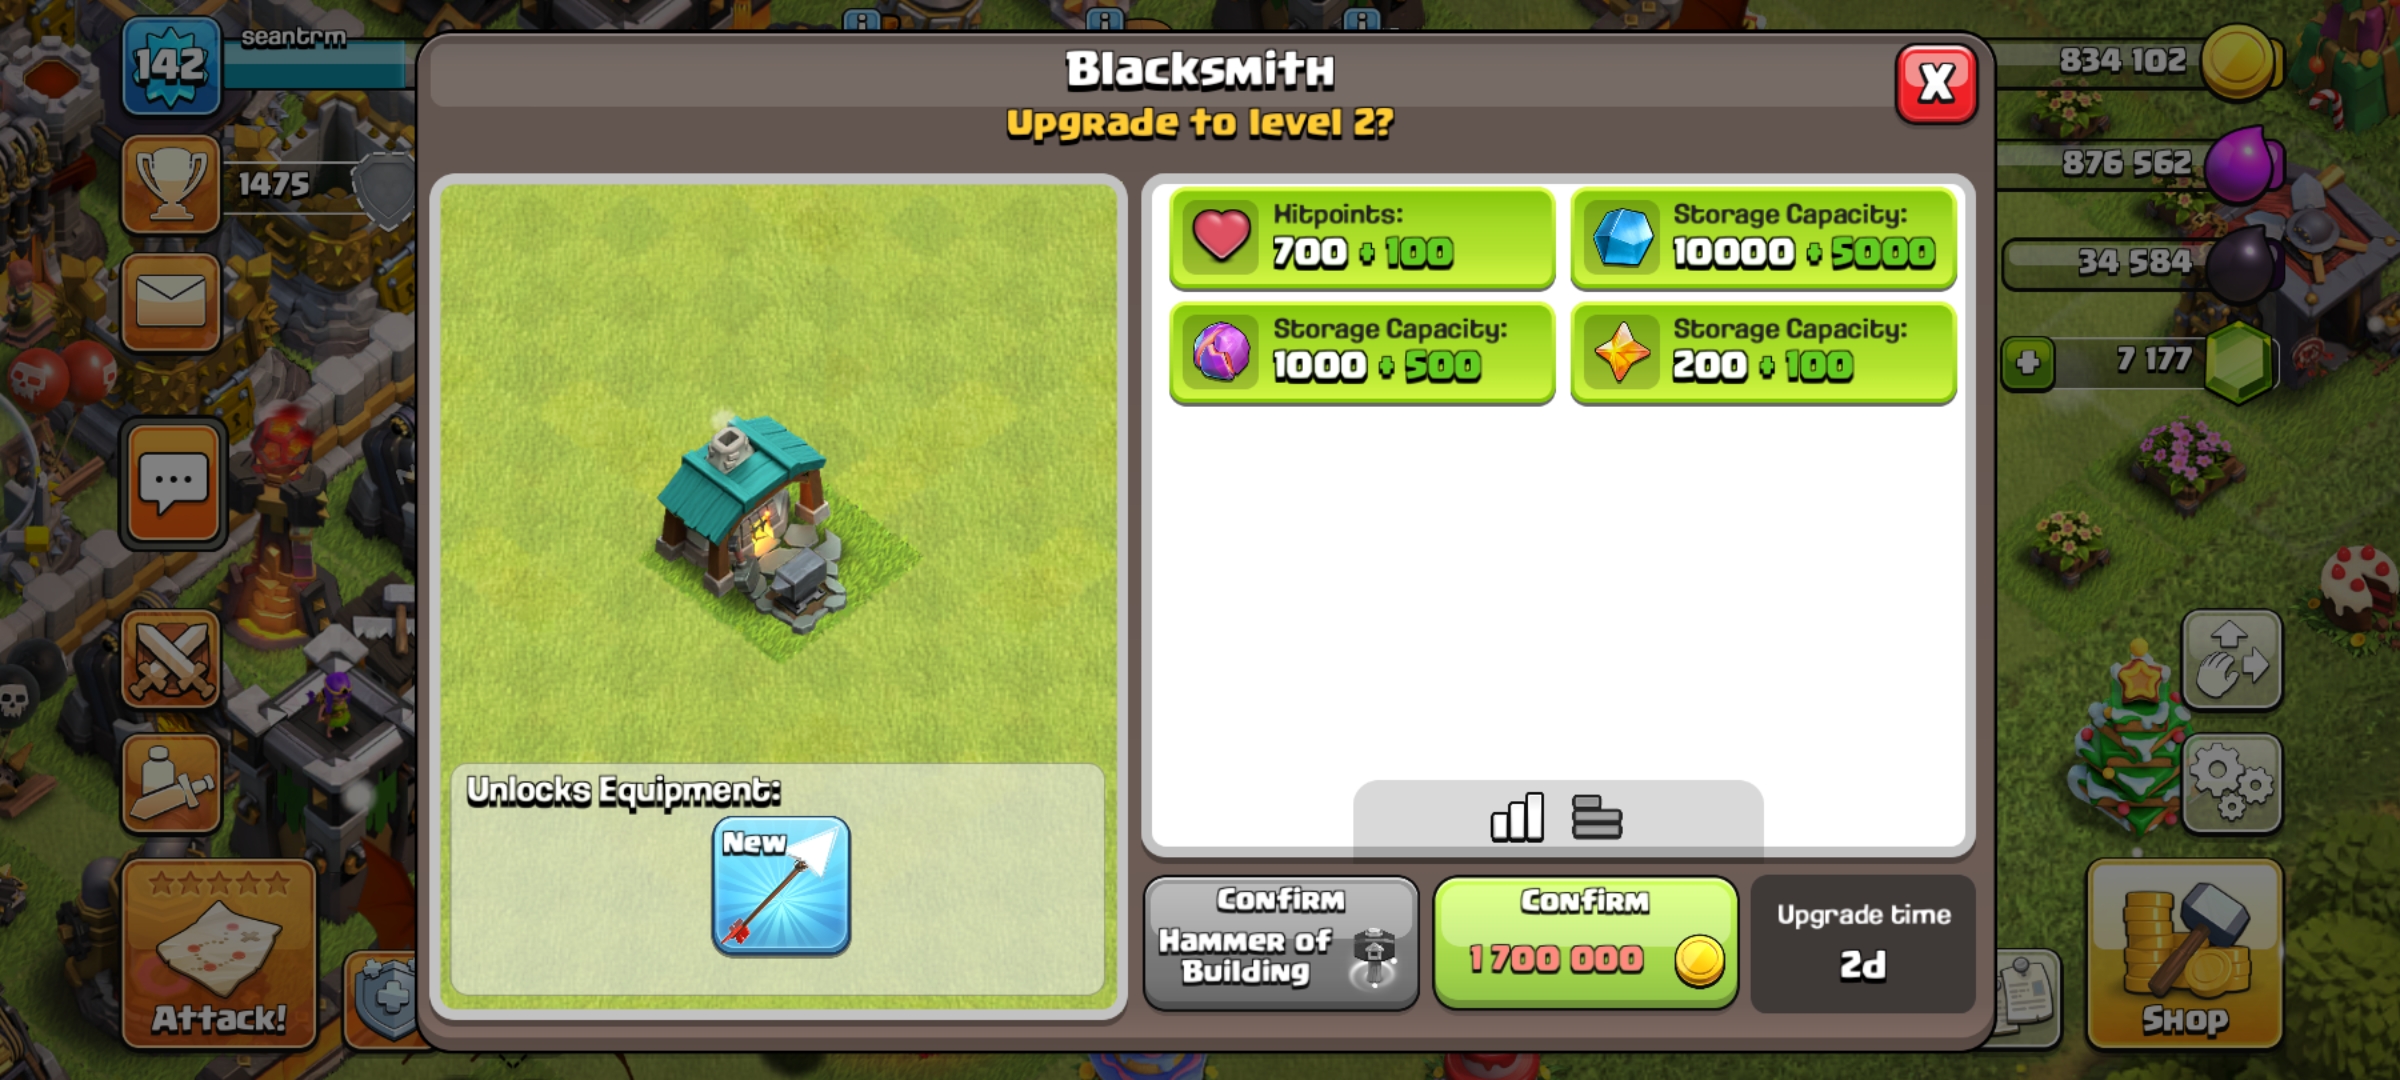 142
seantrm
1475
Attack!
Blacksmith
Upgrade to level 2?
X
Unlocks Equipment:
New
Hitpoints:
700 + 100
Storage Capacity:
10000 + 5000
Storage Capacity:
1000 + 500
Storage Capacity:
200 + 100
Confirm
Hammer of
Building
Confirm
1 700 000
Upgrade time
2d
834 102
876 562
34 584
7 177
Shop